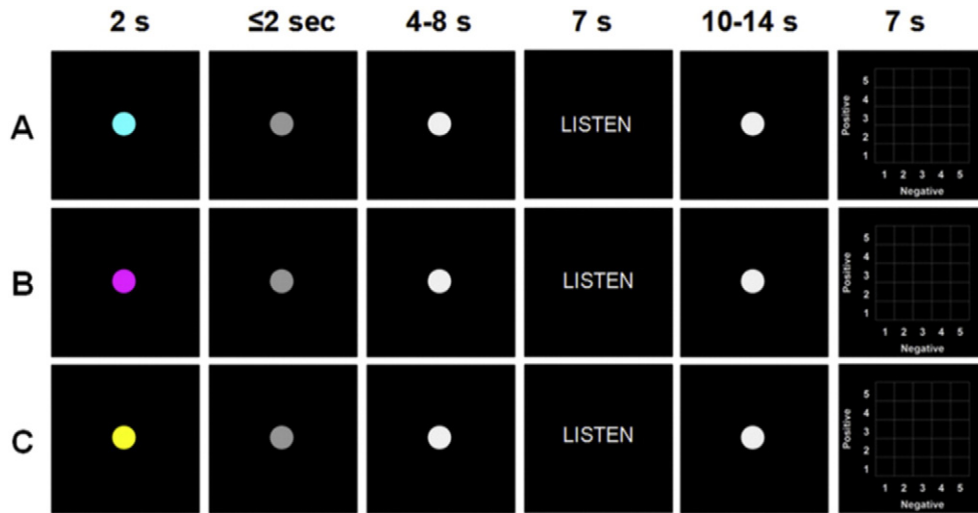 2 s ≤2 sec 4-8 s 7 s 10-14 s 7 s
A LISTEN
5
4
3
2
1
Positive
1 2 3 4 5
Negative
B LISTEN
5
4
3
2
1
Positive
1 2 3 4 5
Negative
C LISTEN
5
4
3
2
1
Positive
1 2 3 4 5
Negative